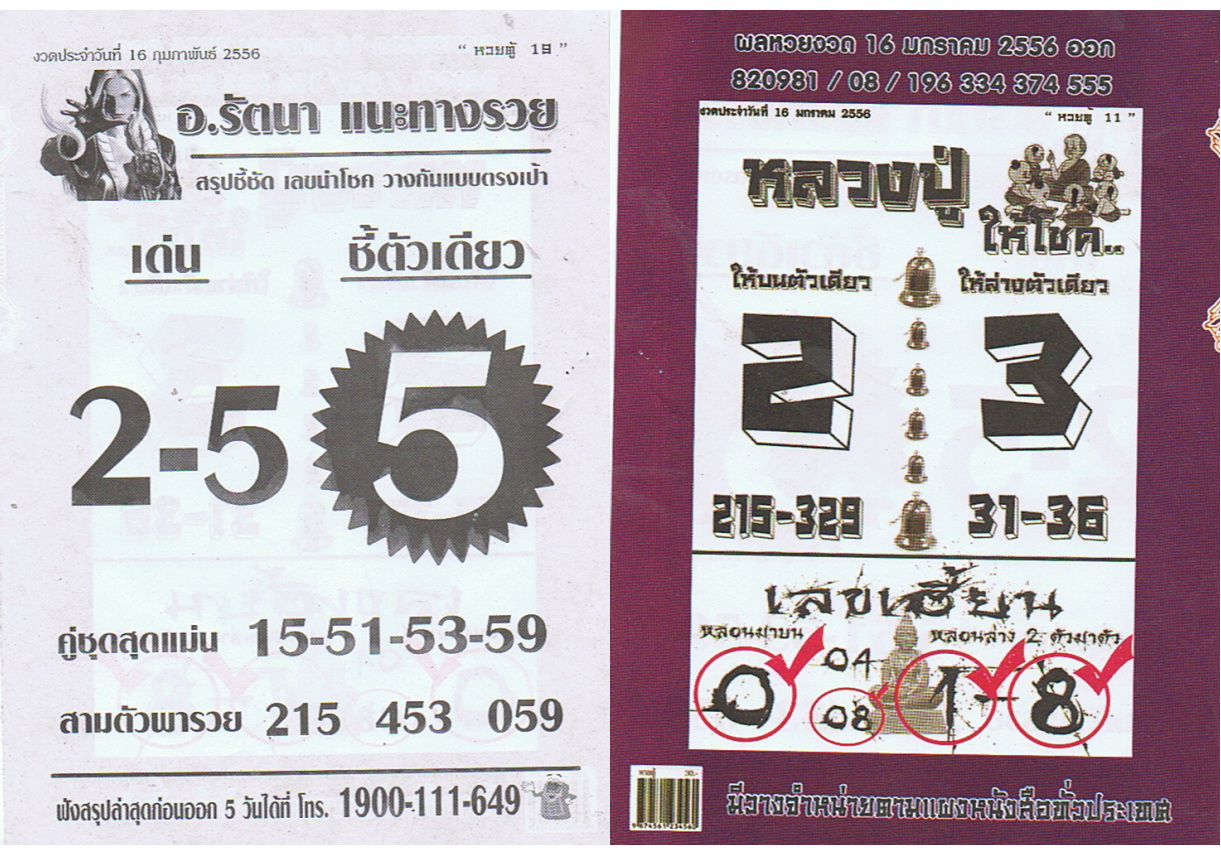 งวดประจำวันที่ 16 กุมภาพันธ์ 2556
“ หวยตู้ 19 ”
อ.รัตนา แนะทางรวย
สรุปชี้ชัด เลขนำโชค วางกันแบบตรงเป้า
เด่น ชี้ตัวเดียว
2-5 5
คู่ชุดสุดแม่น 15-51-53-59
สามตัวพารวย 215 453 059
ฟังสรุปล่าสุดก่อนออก 5 วันได้ที่ โทร. 1900-111-649
ผลหวยงวด 16 มกราคม 2556 ออก
820981 / 08 / 196 334 374 555
งวดประจำวันที่ 16 มกราคม 2556
“ หวยตู้ 11 ”
หลวงปู่
ให้โชค..
ให้บนตัวเดียว ให้ล่างตัวเดียว
2 3
215-329 31-36
เลขเฮี้ยน
หลอนมาบน หลอนล่าง 2 ตัวมาตัว
0 04 1-8
08
หวยตู้ 30.-
9 874561 234560
มีวางจำหน่ายตามแผงหนังสือทั่วประเทศ